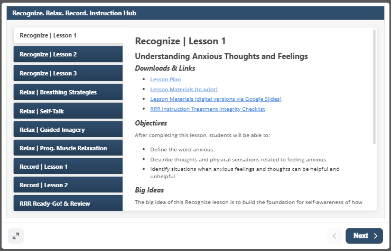 Recognize. Relax. Record. Instruction Hub
Recognize | Lesson 1
Recognize | Lesson 2
Recognize | Lesson 3
Relax | Breathing Strategies
Relax | Self-Talk
Relax | Guided Imagery
Relax | Prog. Muscle Relaxation
Record | Lesson 1
Record | Lesson 2
RRR Ready-Go! & Review
Recognize | Lesson 1
Understanding Anxious Thoughts and Feelings
Downloads & Links
Lesson Plan
Lesson Materials (to print)
Lesson Materials (digital versions via Google Slides)
RRR Instruction Treatment Integrity Checklist
Objectives
After completing this lesson, students will be able to:
Define the word anxious.
Describe thoughts and physical sensations related to feeling anxious.
Identify situations when anxious feelings and thoughts can be helpful and
unhelpful
Big Ideas
The big idea of this Recognize lesson is to build the foundation for self-awareness of how
Next